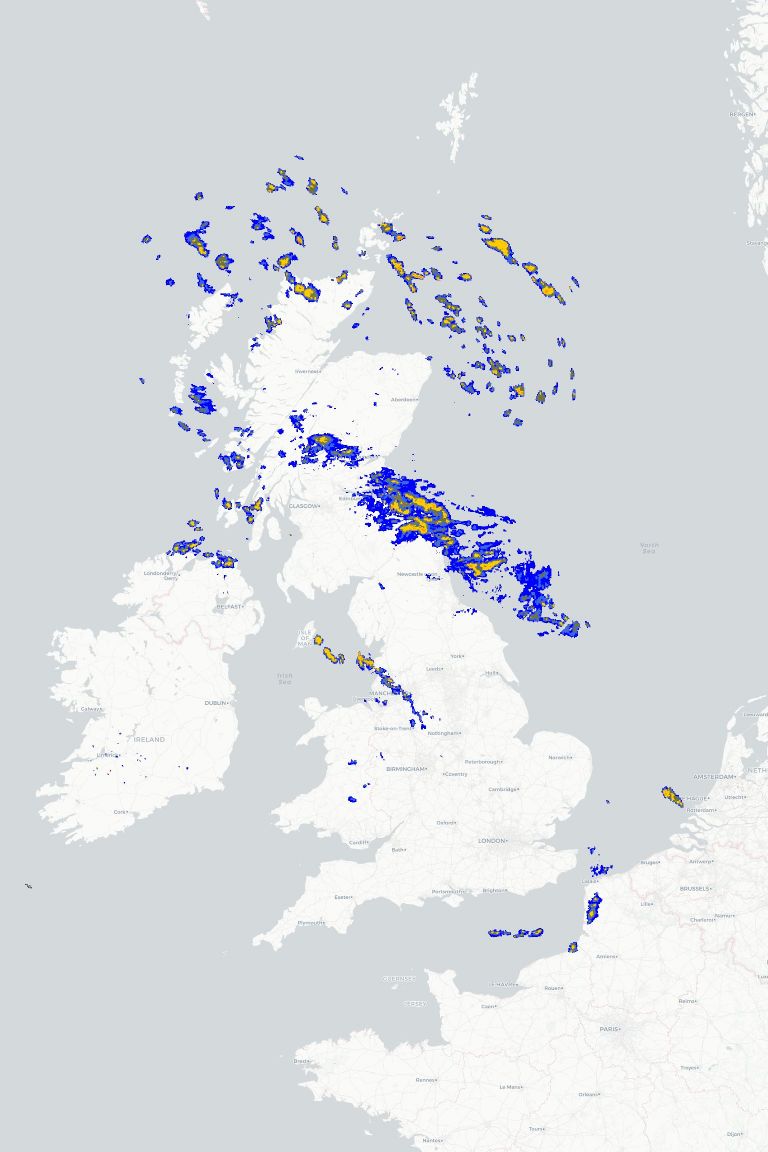 BERGEN
Stavanger
INVERNESS
ABERDEEN
GLASGOW
North
Sea
Londonderry/
Derry
Newcastle
BELFAST
ISLE
OF
MAN
York
Leeds
Irish
Sea
Hull
MANCH
DUBLIN
Galway
Stoke-on-Trent
Nottingham
IRELAND
Limerick
Norwich
Peterborough
BIRMINGHAM
Coventry
AMSTERDAM
NETH
Cambridge
HAGUE
Utrecht
Rotterdam
Cork
Oxford
Cardiff
Bath
LONDON
Bruges
Antwerp
Calais
BRUSSELS
Exeter
Portsmouth
Brighton
Lille
Charleroi
Namur
Plymouth
Amiens
GUERNSEY
LE HAVRE
Rouen
JERSEY
Caen
Reims
PARIS
Brest
Troyes
Rennes
Le Mans
Orléans
Tours
Dijon
Nantes